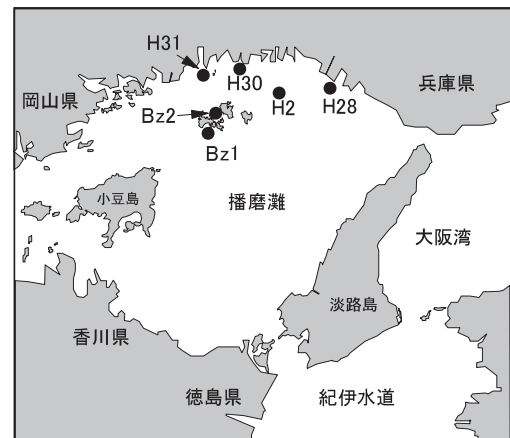 H31
岡山県
H30
兵庫県
H2
H28
Bz2
Bz1
小豆島
播磨灘
大阪湾
淡路島
香川県
徳島県
紀伊水道